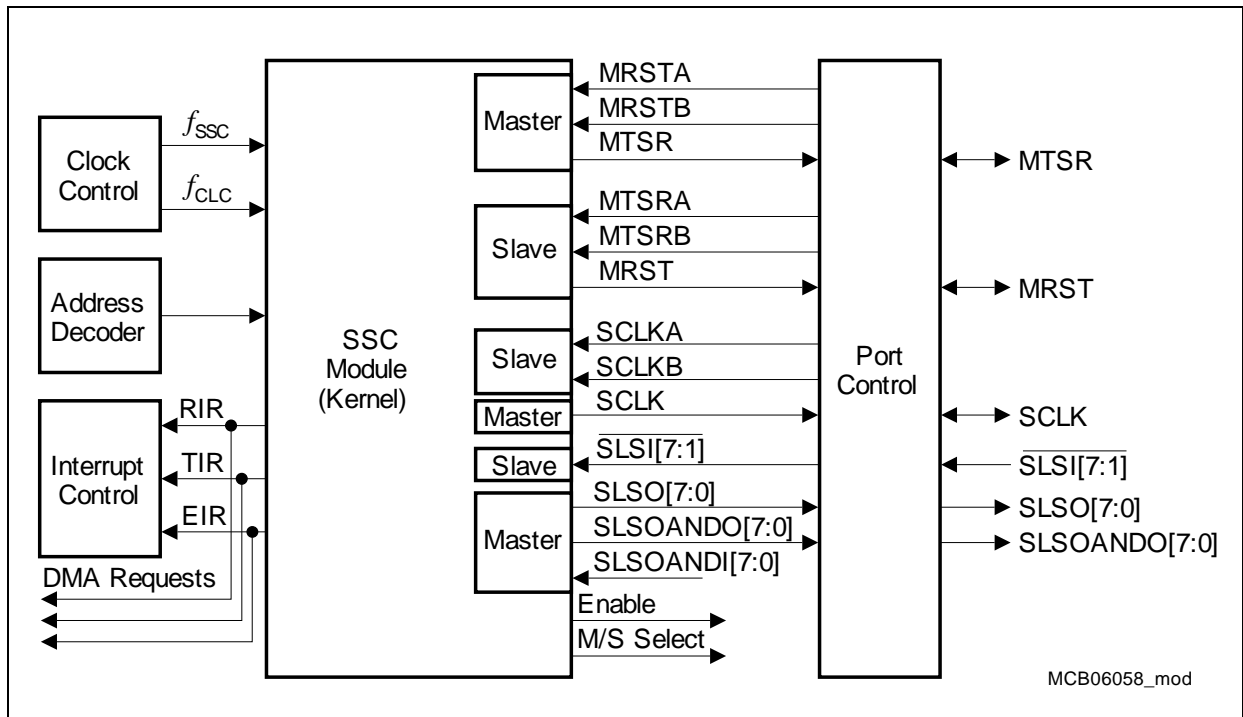 Clock
Control
fSSC
fCLC
Address
Decoder
Interrupt
Control
RIR
TIR
EIR
DMA Requests
SSC
Module
(Kernel)
Master
Slave
Slave
Master
Slave
Master
MRSTA
MRSTB
MTSR
MTSRA
MTSRB
MRST
SCLKA
SCLKB
SCLK
SLSI[7:1]
SLSO[7:0]
SLSOANDO[7:0]
SLSOANDI[7:0]
Enable
M/S Select
Port
Control
MTSR
MRST
SCLK
SLSI[7:1]
SLSO[7:0]
SLSOANDO[7:0]
MCB06058_mod